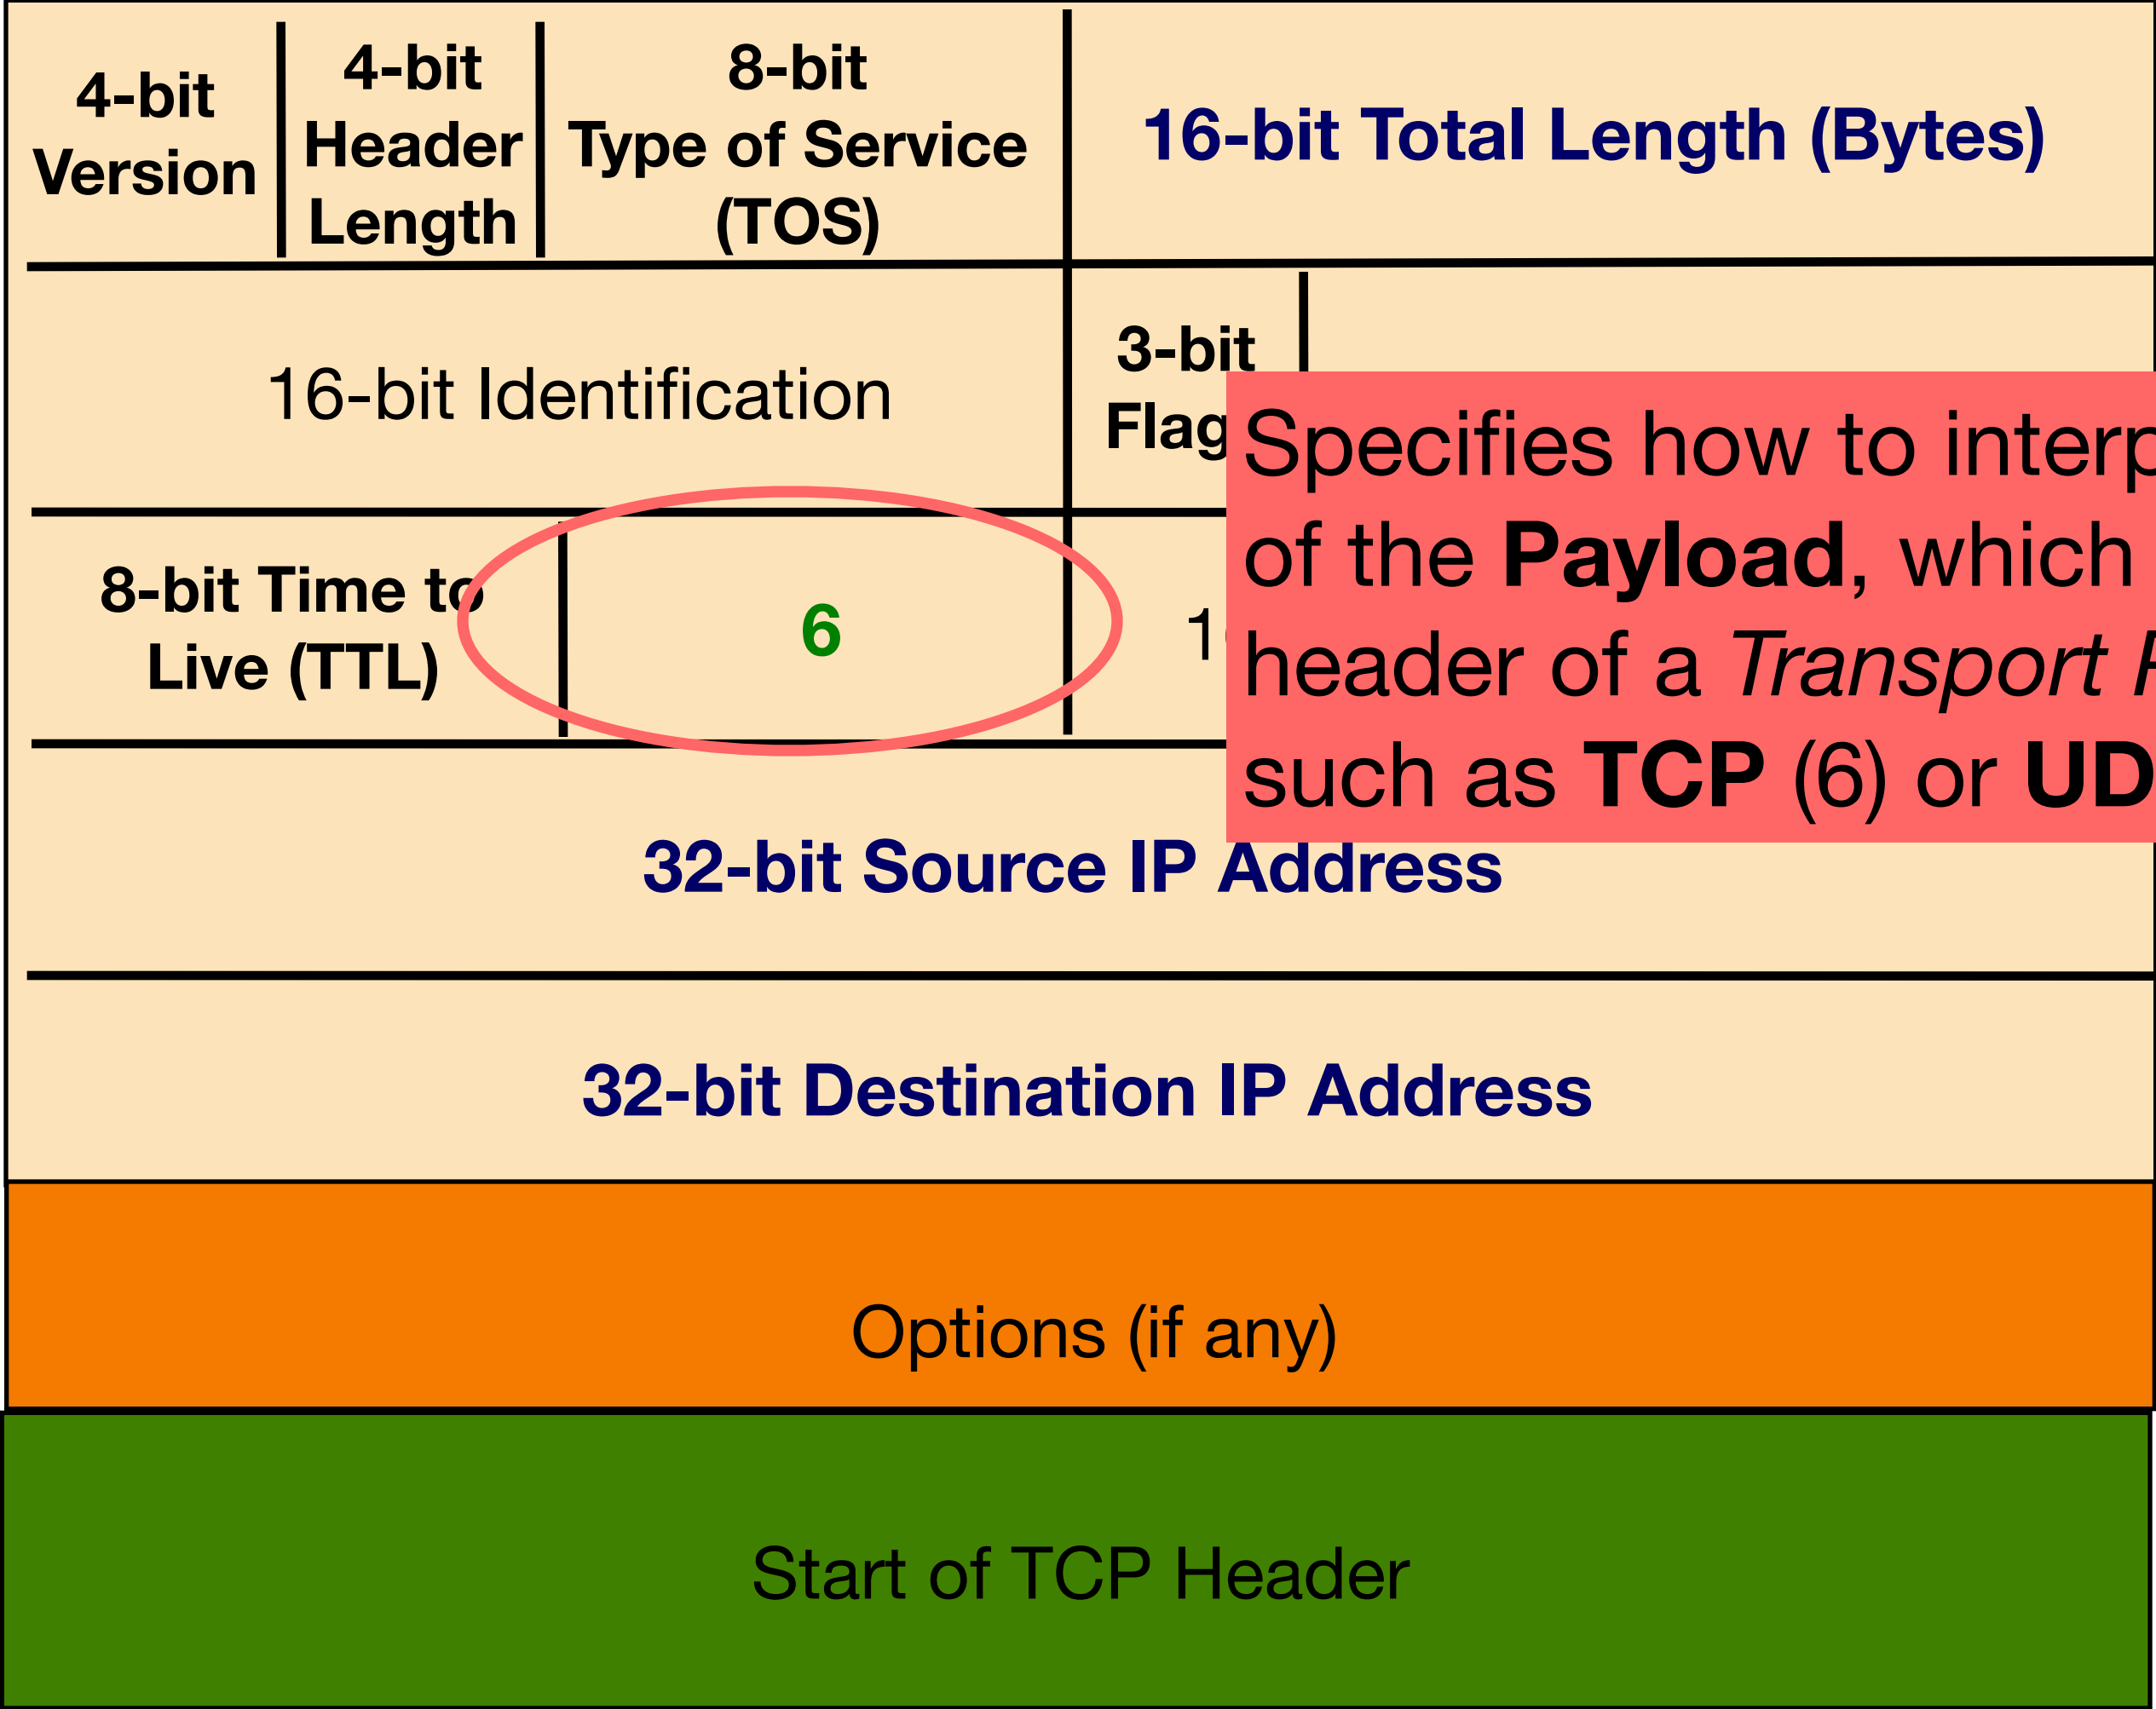 4-bit
Version
4-bit
Header
Length
8-bit
Type of Service
(TOS)
16-bit Total Length (Bytes)
16-bit Identification
3-bit
Flag
Specifies how to interp
of the Payload, which
header of a Transport
such as TCP (6) or UD
8-bit Time to
Live (TTL)
6
32-bit Source IP Address
32-bit Destination IP Address
Options (if any)
Start of TCP Header